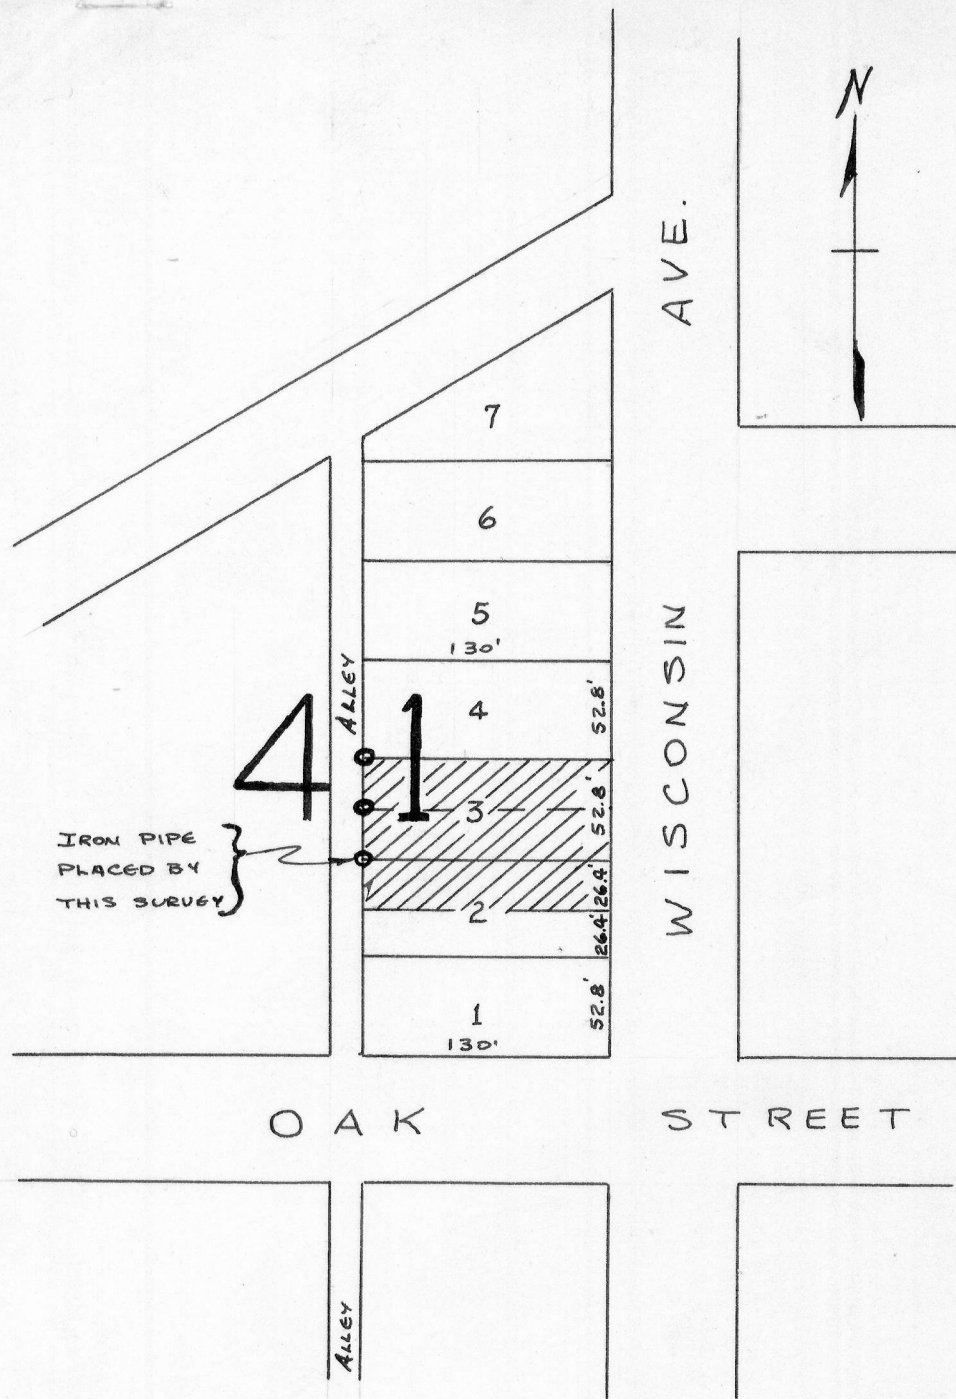 N
AVE.
7
6
5
130'
ALLEY
4
52.8'
WISCONSIN
41
3
52.8'
IRON PIPE
PLACED BY
THIS SURVEY
26.4'
2
26.4'
1
52.8'
130'
OAK STREET
ALLEY